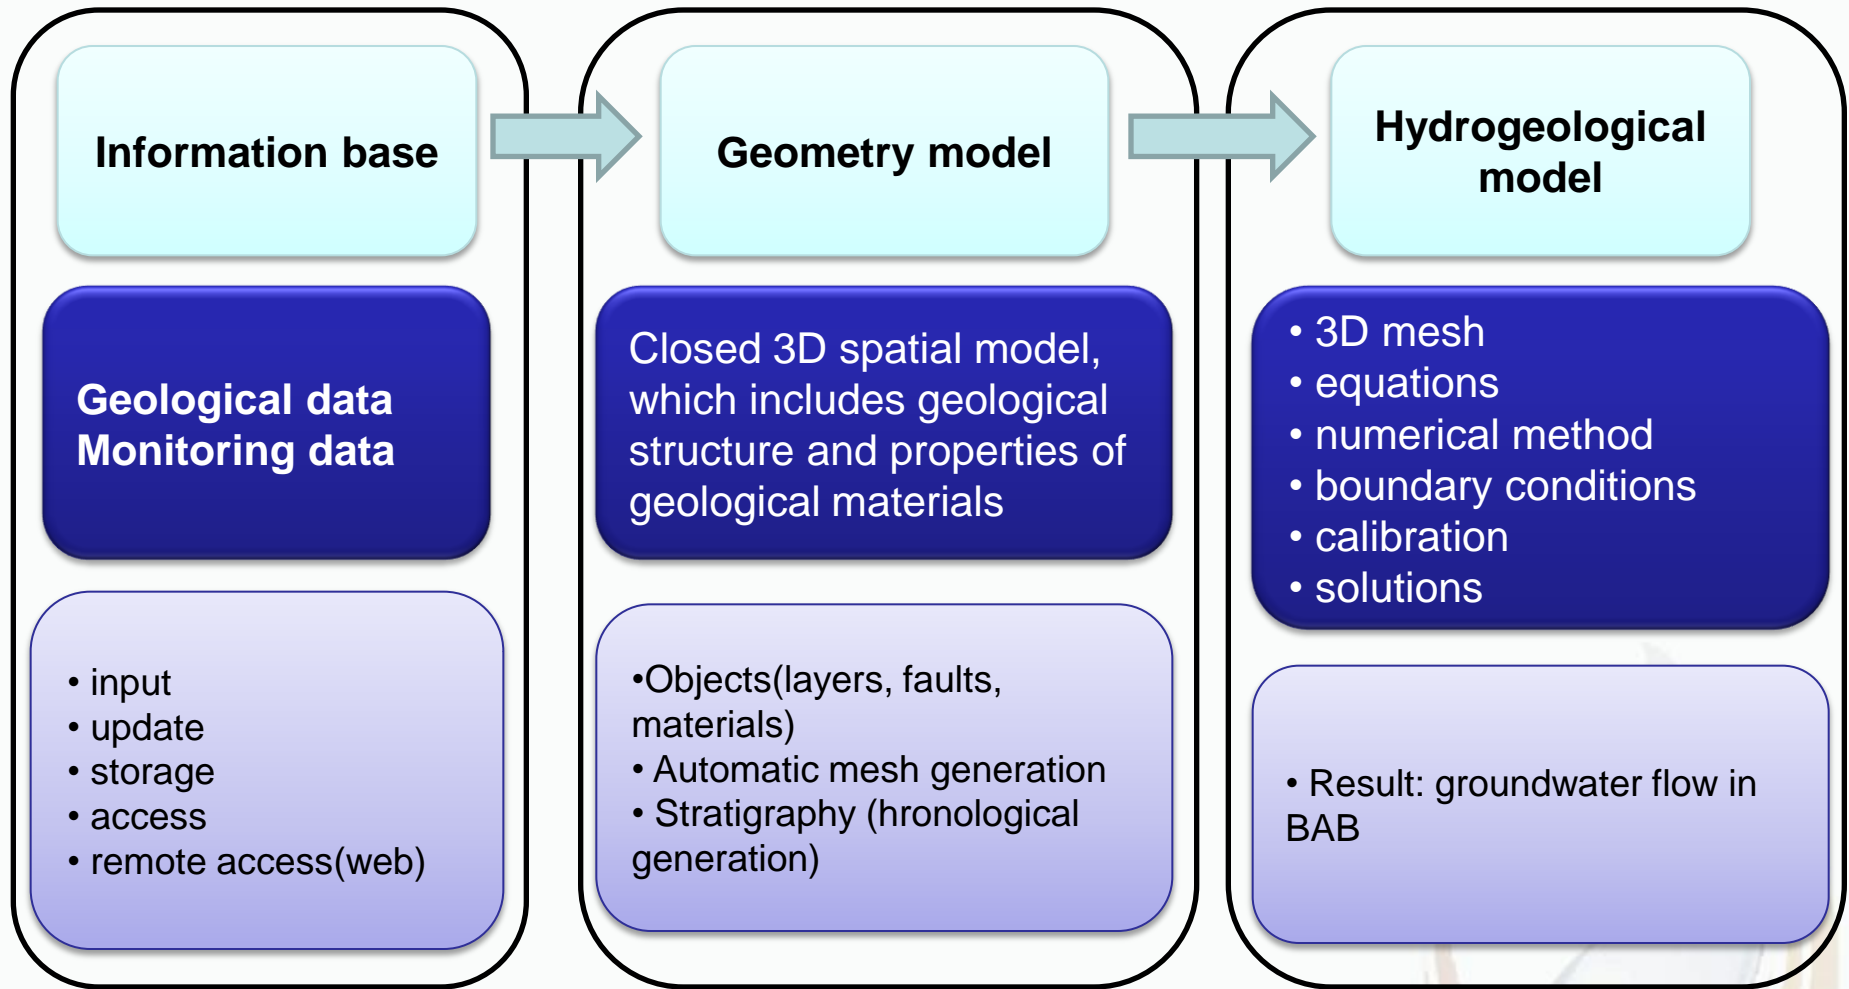 Information base
Geological data
Monitoring data
• input
• update
• storage
• access
• remote access(web)
Geometry model
Closed 3D spatial model,
which includes geological
structure and properties of
geological materials
•Objects(layers, faults,
materials)
• Automatic mesh generation
• Stratigraphy (hronological
generation)
Hydrogeological
model
• 3D mesh
• equations
• numerical method
• boundary conditions
• calibration
• solutions
• Result: groundwater flow in
BAB